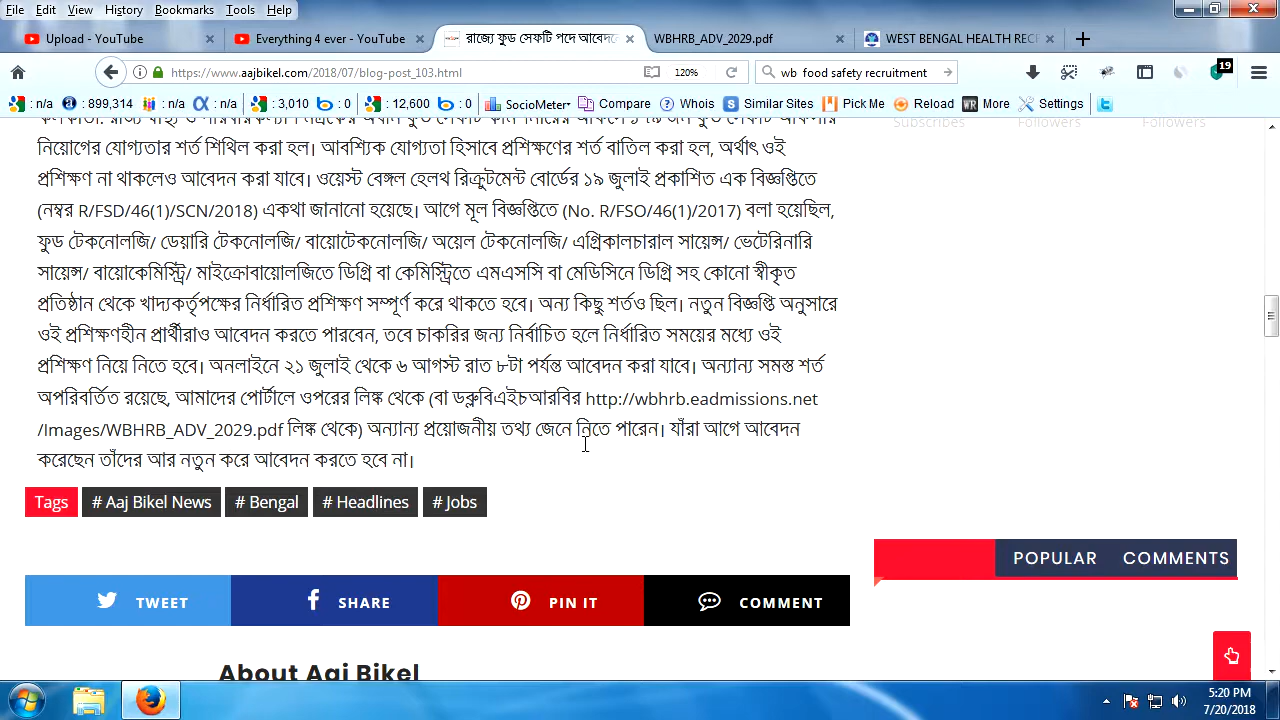 File Edit View History Bookmarks Tools Help
Upload - YouTube
Everything 4 ever - YouTube
রাজ্যে ফুড সেফটি পদে আবেদনে
WBHRB_ADV_2029.pdf
WEST BENGAL HEALTH REC
https://www.aajbikel.com/2018/07/blog-post_103.html
120%
wb food safety recruitment
19
: n/a : 899,314 : n/a : n/a : 3,010 : 0 : 12,600 : 0 SocioMeter Compare Whois Similar Sites Pick Me Reload More Settings
Subscribes Followers Followers
নিয়োগের যোগ্যতার শর্ত শিথিল করা হল। আবশ্যিক যোগ্যতা হিসাবে প্রশিক্ষণের শর্ত বাতিল করা হল, অর্থাৎ ওই
প্রশিক্ষণ না থাকলেও আবেদন করা যাবে। ওয়েস্ট বেঙ্গল হেলথ রিক্রুটমেন্ট বোর্ডের ১৯ জুলাই প্রকাশিত এক বিজ্ঞপ্তিতে
(নম্বর R/FSD/46(1)/SCN/2018) একথা জানানো হয়েছে। আগে মূল বিজ্ঞপ্তিতে (No. R/FSO/46(1)/2017) বলা হয়েছিল,
ফুড টেকনোলজি/ ডেয়ারি টেকনোলজি/ বায়োটেকনোলজি/ অয়েল টেকনোলজি/ এগ্রিকালচারাল সায়েন্স/ ভেটেরিনারি
সায়েন্স/ বায়োকেমিস্ট্রি/ মাইক্রোবায়োলজিতে ডিগ্রি বা কেমিস্ট্রিতে এমএসসি বা মেডিসিনে ডিগ্রি সহ কোনো স্বীকৃত
প্রতিষ্ঠান থেকে খাদ্যকর্তৃপক্ষের নির্ধারিত প্রশিক্ষণ সম্পূর্ণ করে থাকতে হবে। অন্য কিছু শর্তও ছিল। নতুন বিজ্ঞপ্তি অনুসারে
ওই প্রশিক্ষণহীন প্রার্থীরাও আবেদন করতে পারবেন, তবে চাকরির জন্য নির্বাচিত হলে নির্ধারিত সময়ের মধ্যে ওই
প্রশিক্ষণ নিয়ে নিতে হবে। অনলাইনে ২১ জুলাই থেকে ৬ আগস্ট রাত ৮টা পর্যন্ত আবেদন করা যাবে। অন্যান্য সমস্ত শর্ত
অপরিবর্তিত রয়েছে, আমাদের পোর্টালে ওপরের লিঙ্ক থেকে (বা ডব্লুবিএইচআরবির http://wbhrb.eadmissions.net
/Images/WBHRB_ADV_2029.pdf লিঙ্ক থেকে) অন্যান্য প্রয়োজনীয় তথ্য জেনে নিতে পারেন। যাঁরা আগে আবেদন
করেছেন তাঁদের আর নতুন করে আবেদন করতে হবে না।
Tags # Aaj Bikel News # Bengal # Headlines # Jobs
POPULAR COMMENTS
TWEET SHARE PIN IT COMMENT
About Aaj Bikel
5:20 PM
7/20/2018